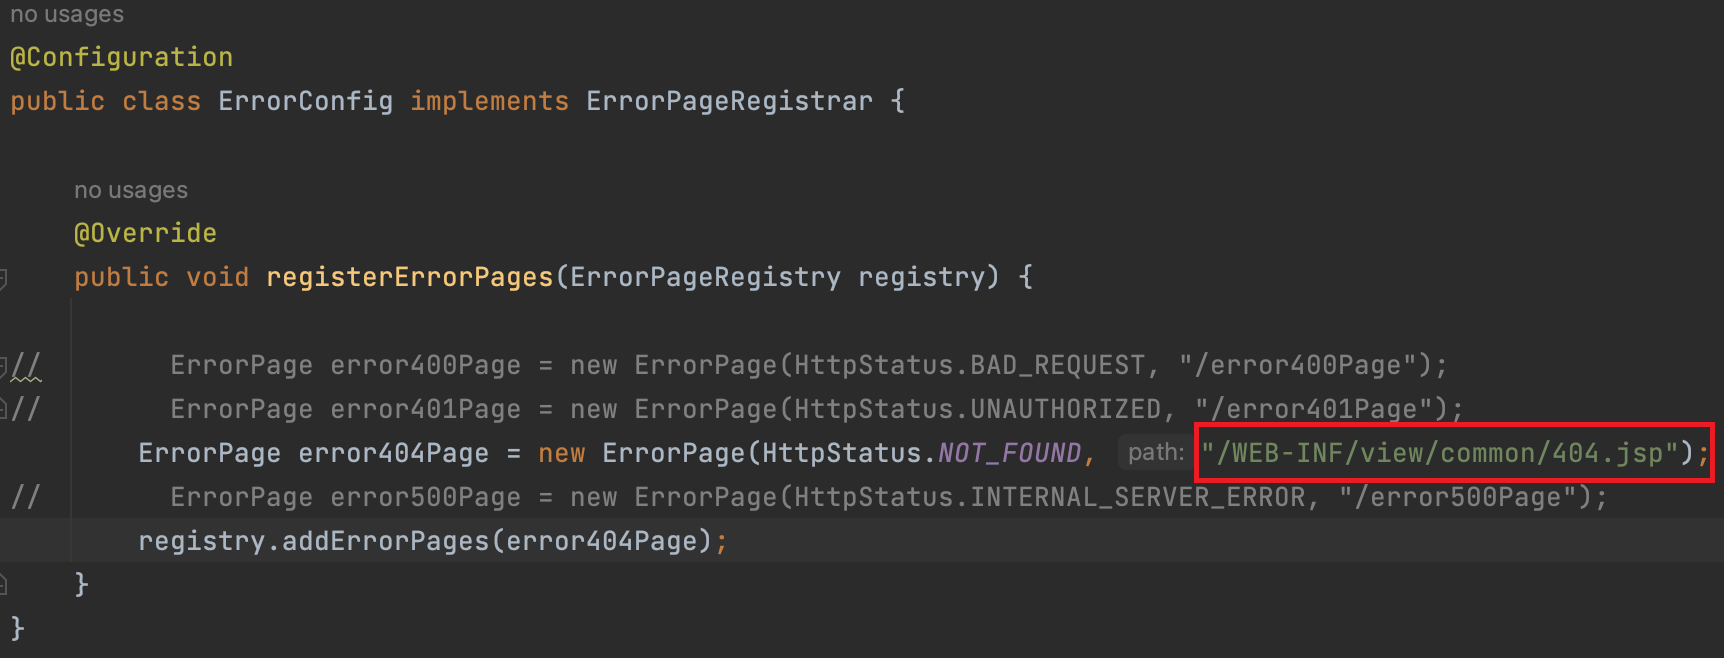 no usages
@Configuration
public class ErrorConfig implements ErrorPageRegistrar {
no usages
@Override
public void registerErrorPages(ErrorPageRegistry registry) {
//        ErrorPage error400Page = new ErrorPage(HttpStatus.BAD_REQUEST, "/error400Page");
//        ErrorPage error401Page = new ErrorPage(HttpStatus.UNAUTHORIZED, "/error401Page");
ErrorPage error404Page = new ErrorPage(HttpStatus.NOT_FOUND, path: "/WEB-INF/view/common/404.jsp");
//        ErrorPage error500Page = new ErrorPage(HttpStatus.INTERNAL_SERVER_ERROR, "/error500Page");
registry.addErrorPages(error404Page);
}
}